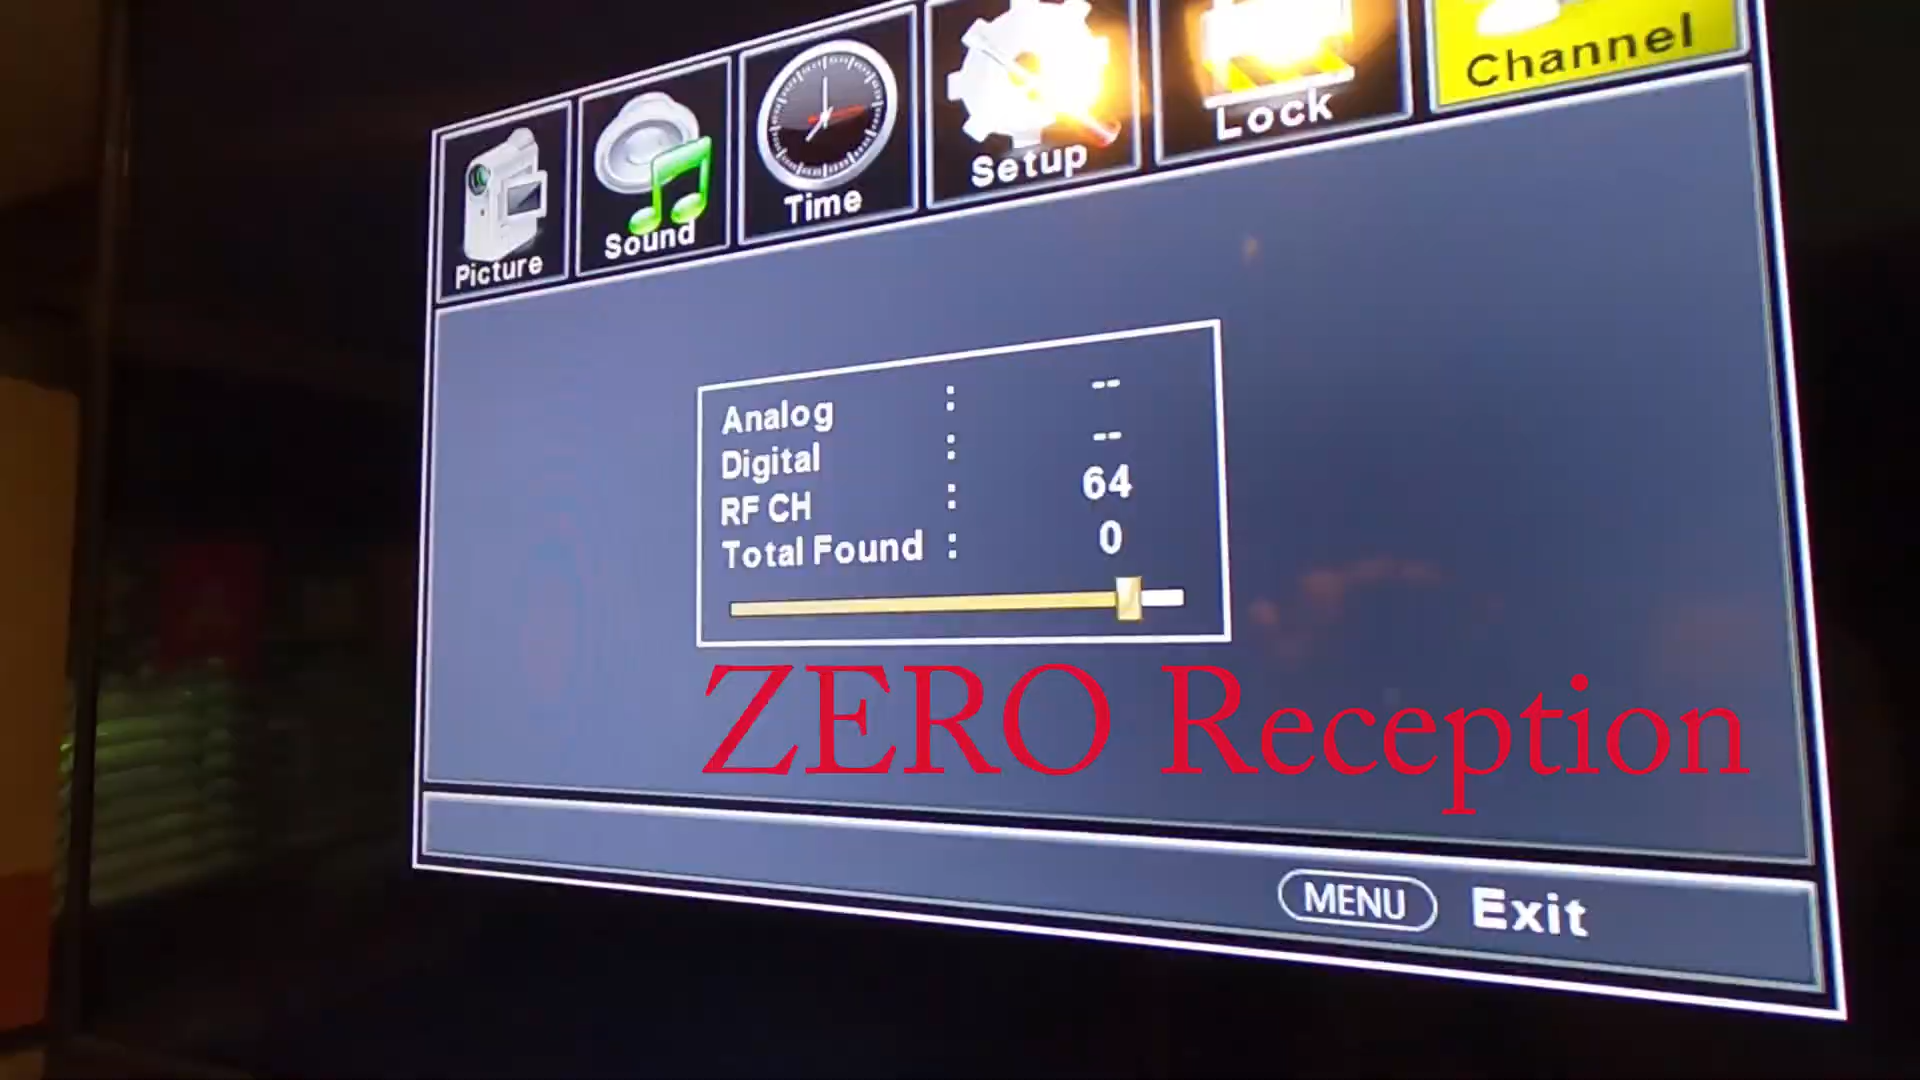 Picture
Sound
Time
Setup
Lock
Channel
Analog : --
Digital : --
RF CH : 64
Total Found : 0
ZERO Reception
MENU Exit